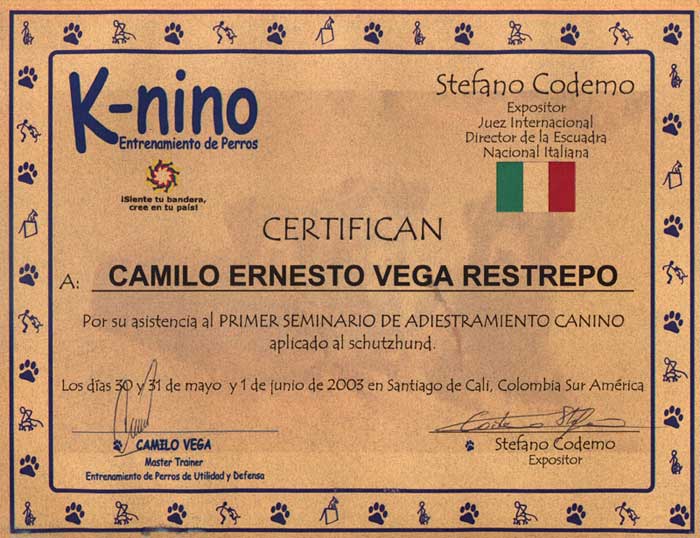 K-nino
Entrenamiento de Perros
¡Siente tu bandera,
cree en tu país!
Stefano Codemo
Expositor
Juez Internacional
Director de la Escuadra
Nacional Italiana
CERTIFICAN
A: CAMILO ERNESTO VEGA RESTREPO
Por su asistencia al PRIMER SEMINARIO DE ADIESTRAMIENTO CANINO
aplicado al schutzhund.
Los días 30 y 31 de mayo y 1 de junio de 2003 en Santiago de Cali, Colombia Sur América
CAMILO VEGA
Master Trainer
Entrenamiento de Perros de Utilidad y Defensa
Stefano Codemo
Expositor